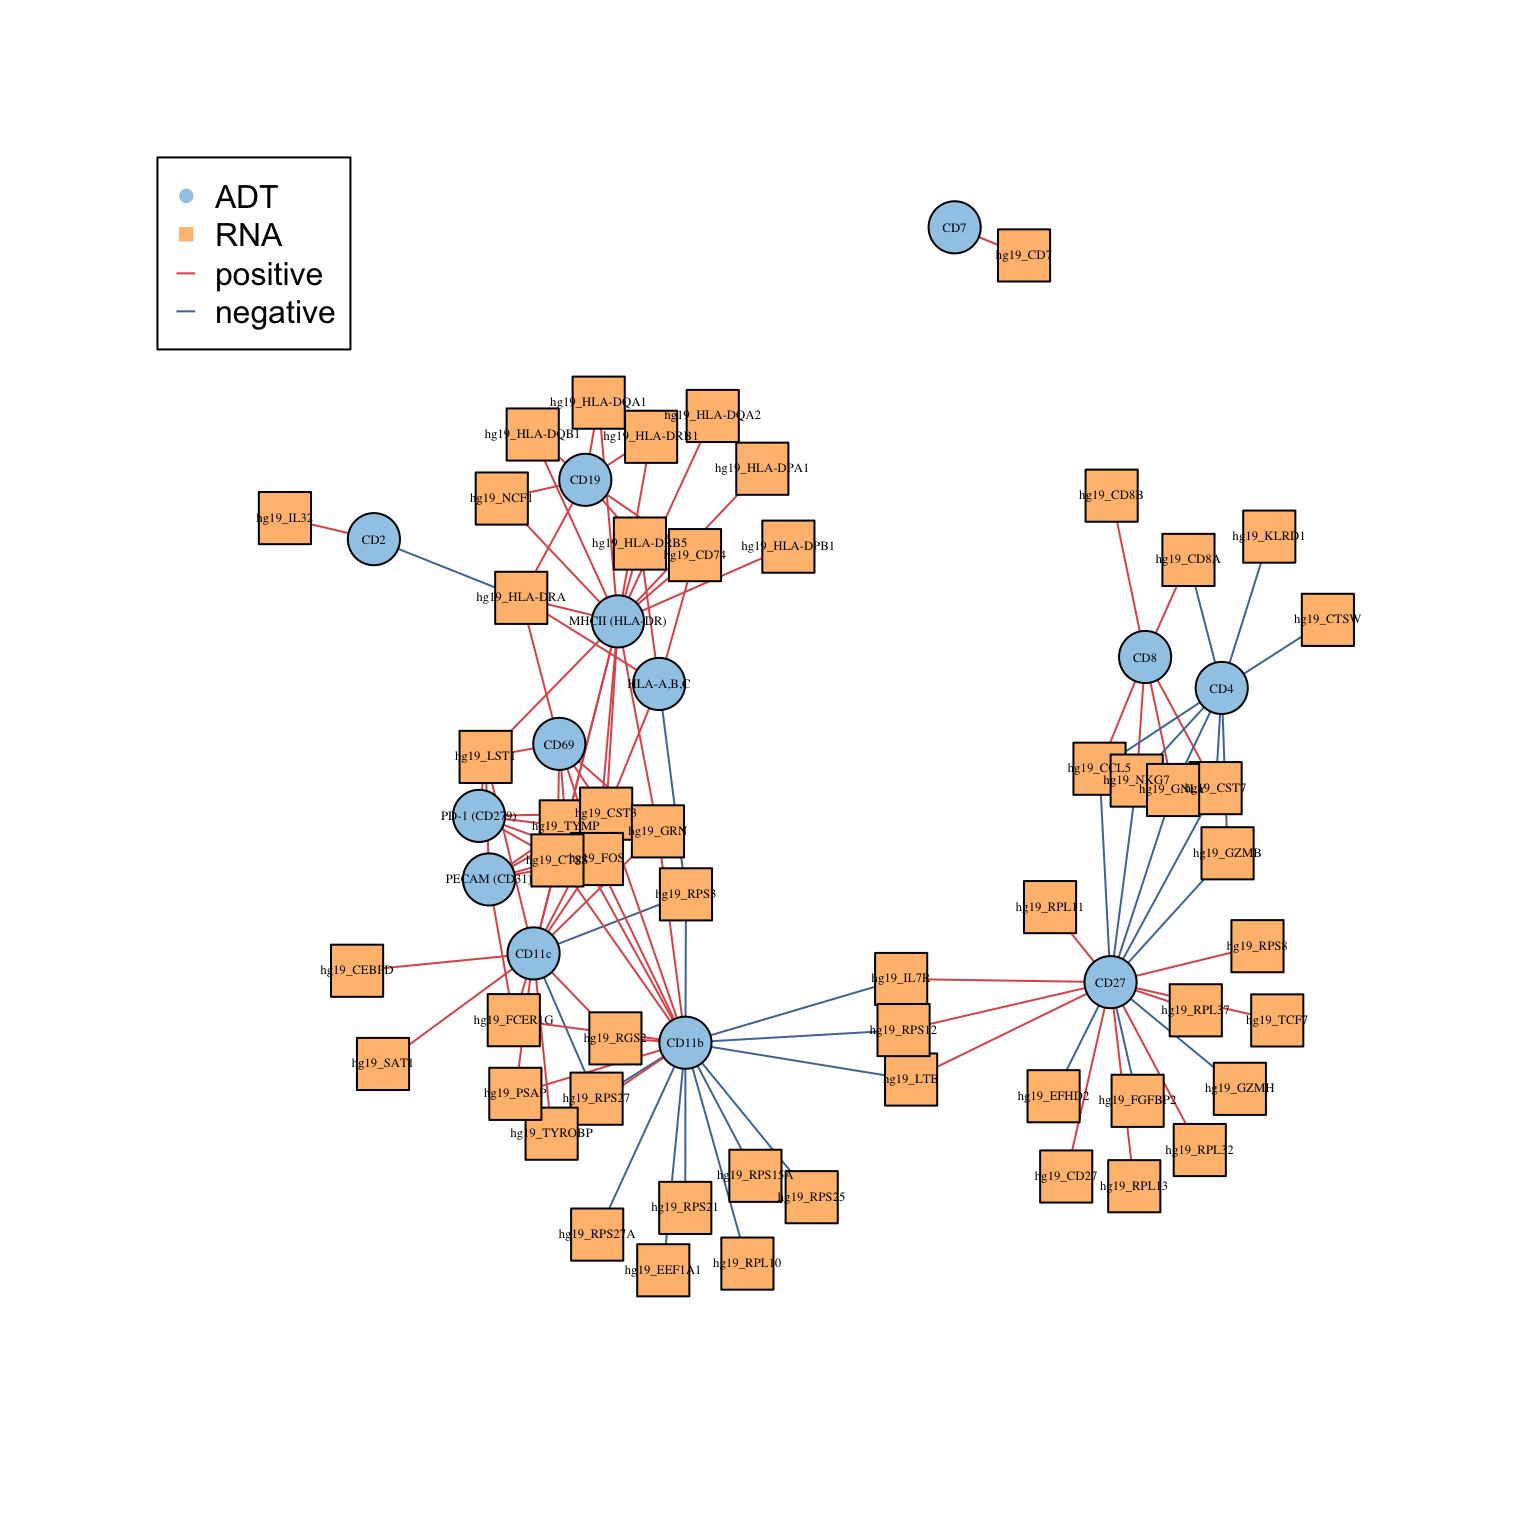 ADT
RNA
positive
negative
CD7
hg19_CD7
hg19_HLA-DQA1
hg19_HLA-DQA2
hg19_HLA-DQB1
hg19_HLA-DRB1
hg19_HLA-DPA1
CD19
hg19_NCF1
hg19_CD8B
hg19_IL32
CD2
hg19_HLA-DRB5
hg19_CD74
hg19_HLA-DPB1
hg19_KLRD1
hg19_CD8A
hg19_HLA-DRA
MHCII (HLA-DR)
hg19_CTSW
CD8
HLA-A,B,C
CD4
CD69
hg19_LST1
hg19_CCL5
hg19_NKG7
hg19_GNLY
hg19_CST7
PD-1 (CD279)
hg19_CST3
hg19_TYMP
hg19_GRN
hg19_CTSS
hg19_FOS
hg19_GZMB
PECAM (CD31)
hg19_RPS3
hg19_RPL11
hg19_RPS8
CD11c
hg19_CEBPD
hg19_IL7R
CD27
hg19_FCER1G
hg19_RGS2
CD11b
hg19_RPS12
hg19_RPL37
hg19_TCF7
hg19_SAT1
hg19_LTB
hg19_PSAP
hg19_RPS27
hg19_EFHD2
hg19_FGFBP2
hg19_GZMH
hg19_TYROBP
hg19_RPL32
hg19_RPS15A
hg19_CD27
hg19_RPL13
hg19_RPS25
hg19_RPS21
hg19_RPS27A
hg19_EEF1A1
hg19_RPL10